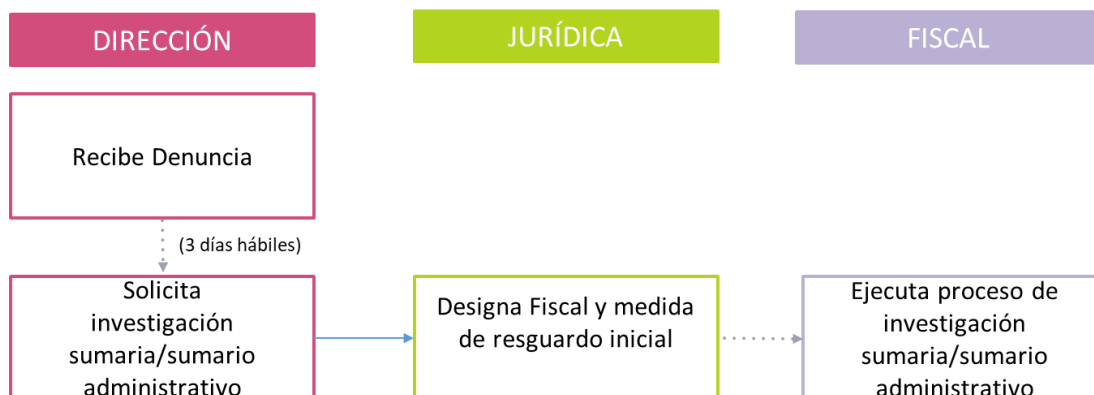 DIRECCIÓN
JURÍDICA
FISCAL
Recibe Denuncia
(3 días hábiles)
Solicita
investigación
sumaria/sumario
administrativo
Designa Fiscal y medida
de resguardo inicial
Ejecuta proceso de
investigación
sumaria/sumario
administrativo